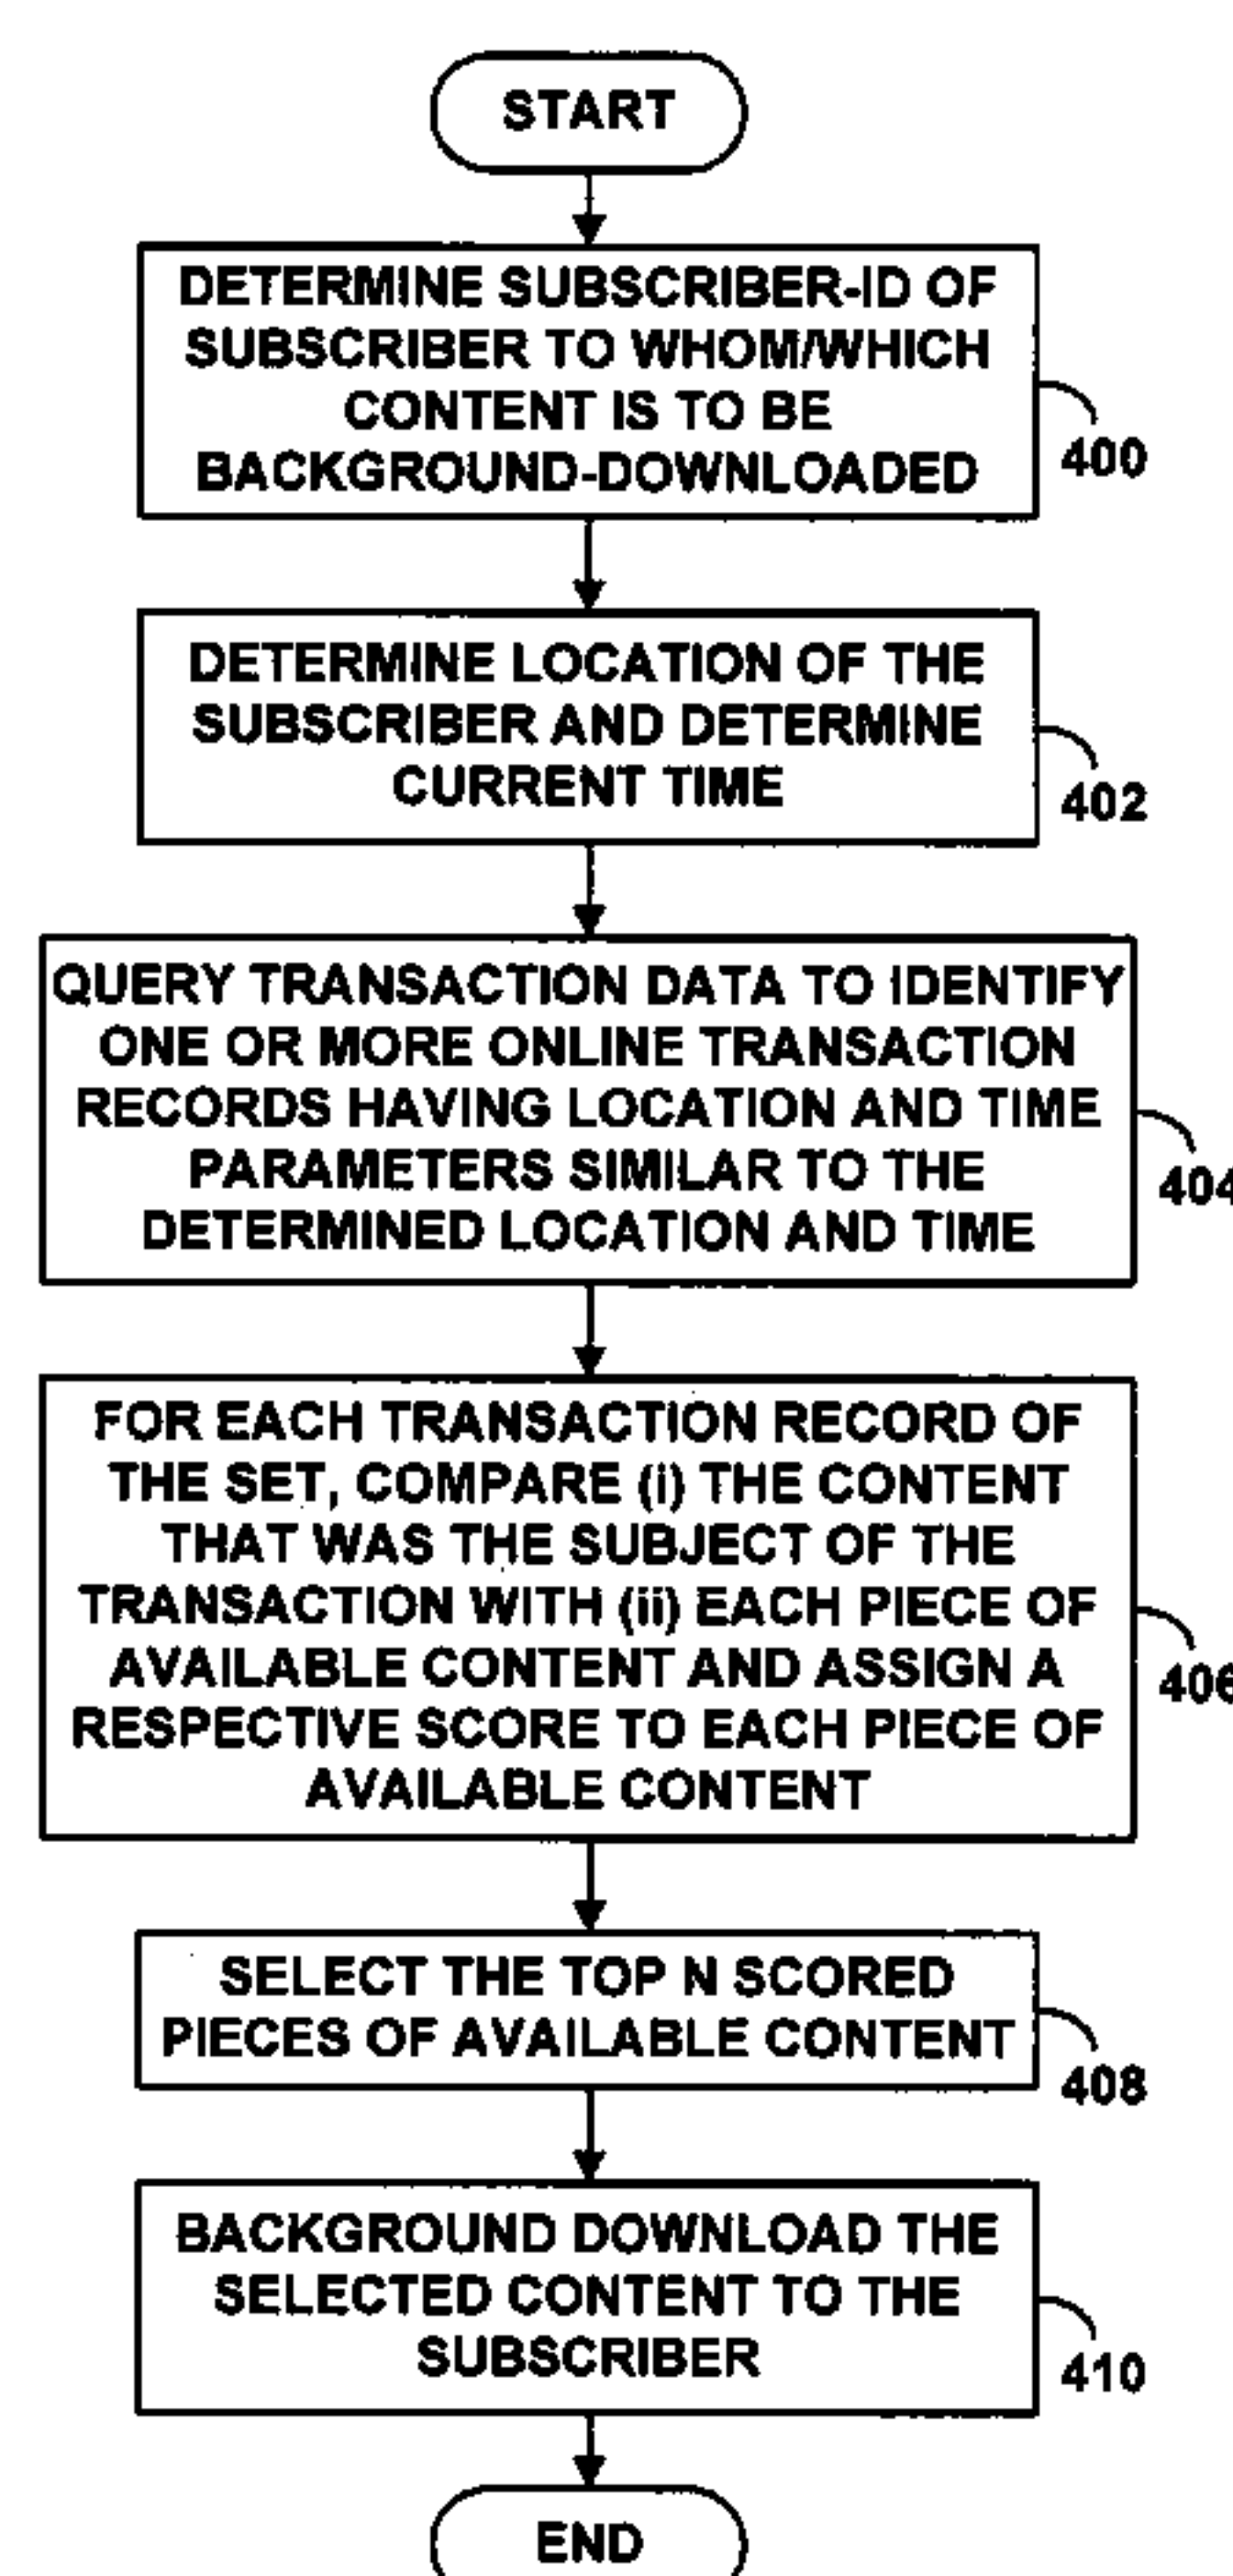 START
DETERMINE SUBSCRIBER-ID OF
SUBSCRIBER TO WHOM/WHICH
CONTENT IS TO BE
BACKGROUND-DOWNLOADED
400
DETERMINE LOCATION OF THE
SUBSCRIBER AND DETERMINE
CURRENT TIME
402
QUERY TRANSACTION DATA TO IDENTIFY
ONE OR MORE ONLINE TRANSACTION
RECORDS HAVING LOCATION AND TIME
PARAMETERS SIMILAR TO THE
DETERMINED LOCATION AND TIME
404
FOR EACH TRANSACTION RECORD OF
THE SET, COMPARE (i) THE CONTENT
THAT WAS THE SUBJECT OF THE
TRANSACTION WITH (ii) EACH PIECE OF
AVAILABLE CONTENT AND ASSIGN A
RESPECTIVE SCORE TO EACH PIECE OF
AVAILABLE CONTENT
406
SELECT THE TOP N SCORED
PIECES OF AVAILABLE CONTENT
408
BACKGROUND DOWNLOAD THE
SELECTED CONTENT TO THE
SUBSCRIBER
410
END